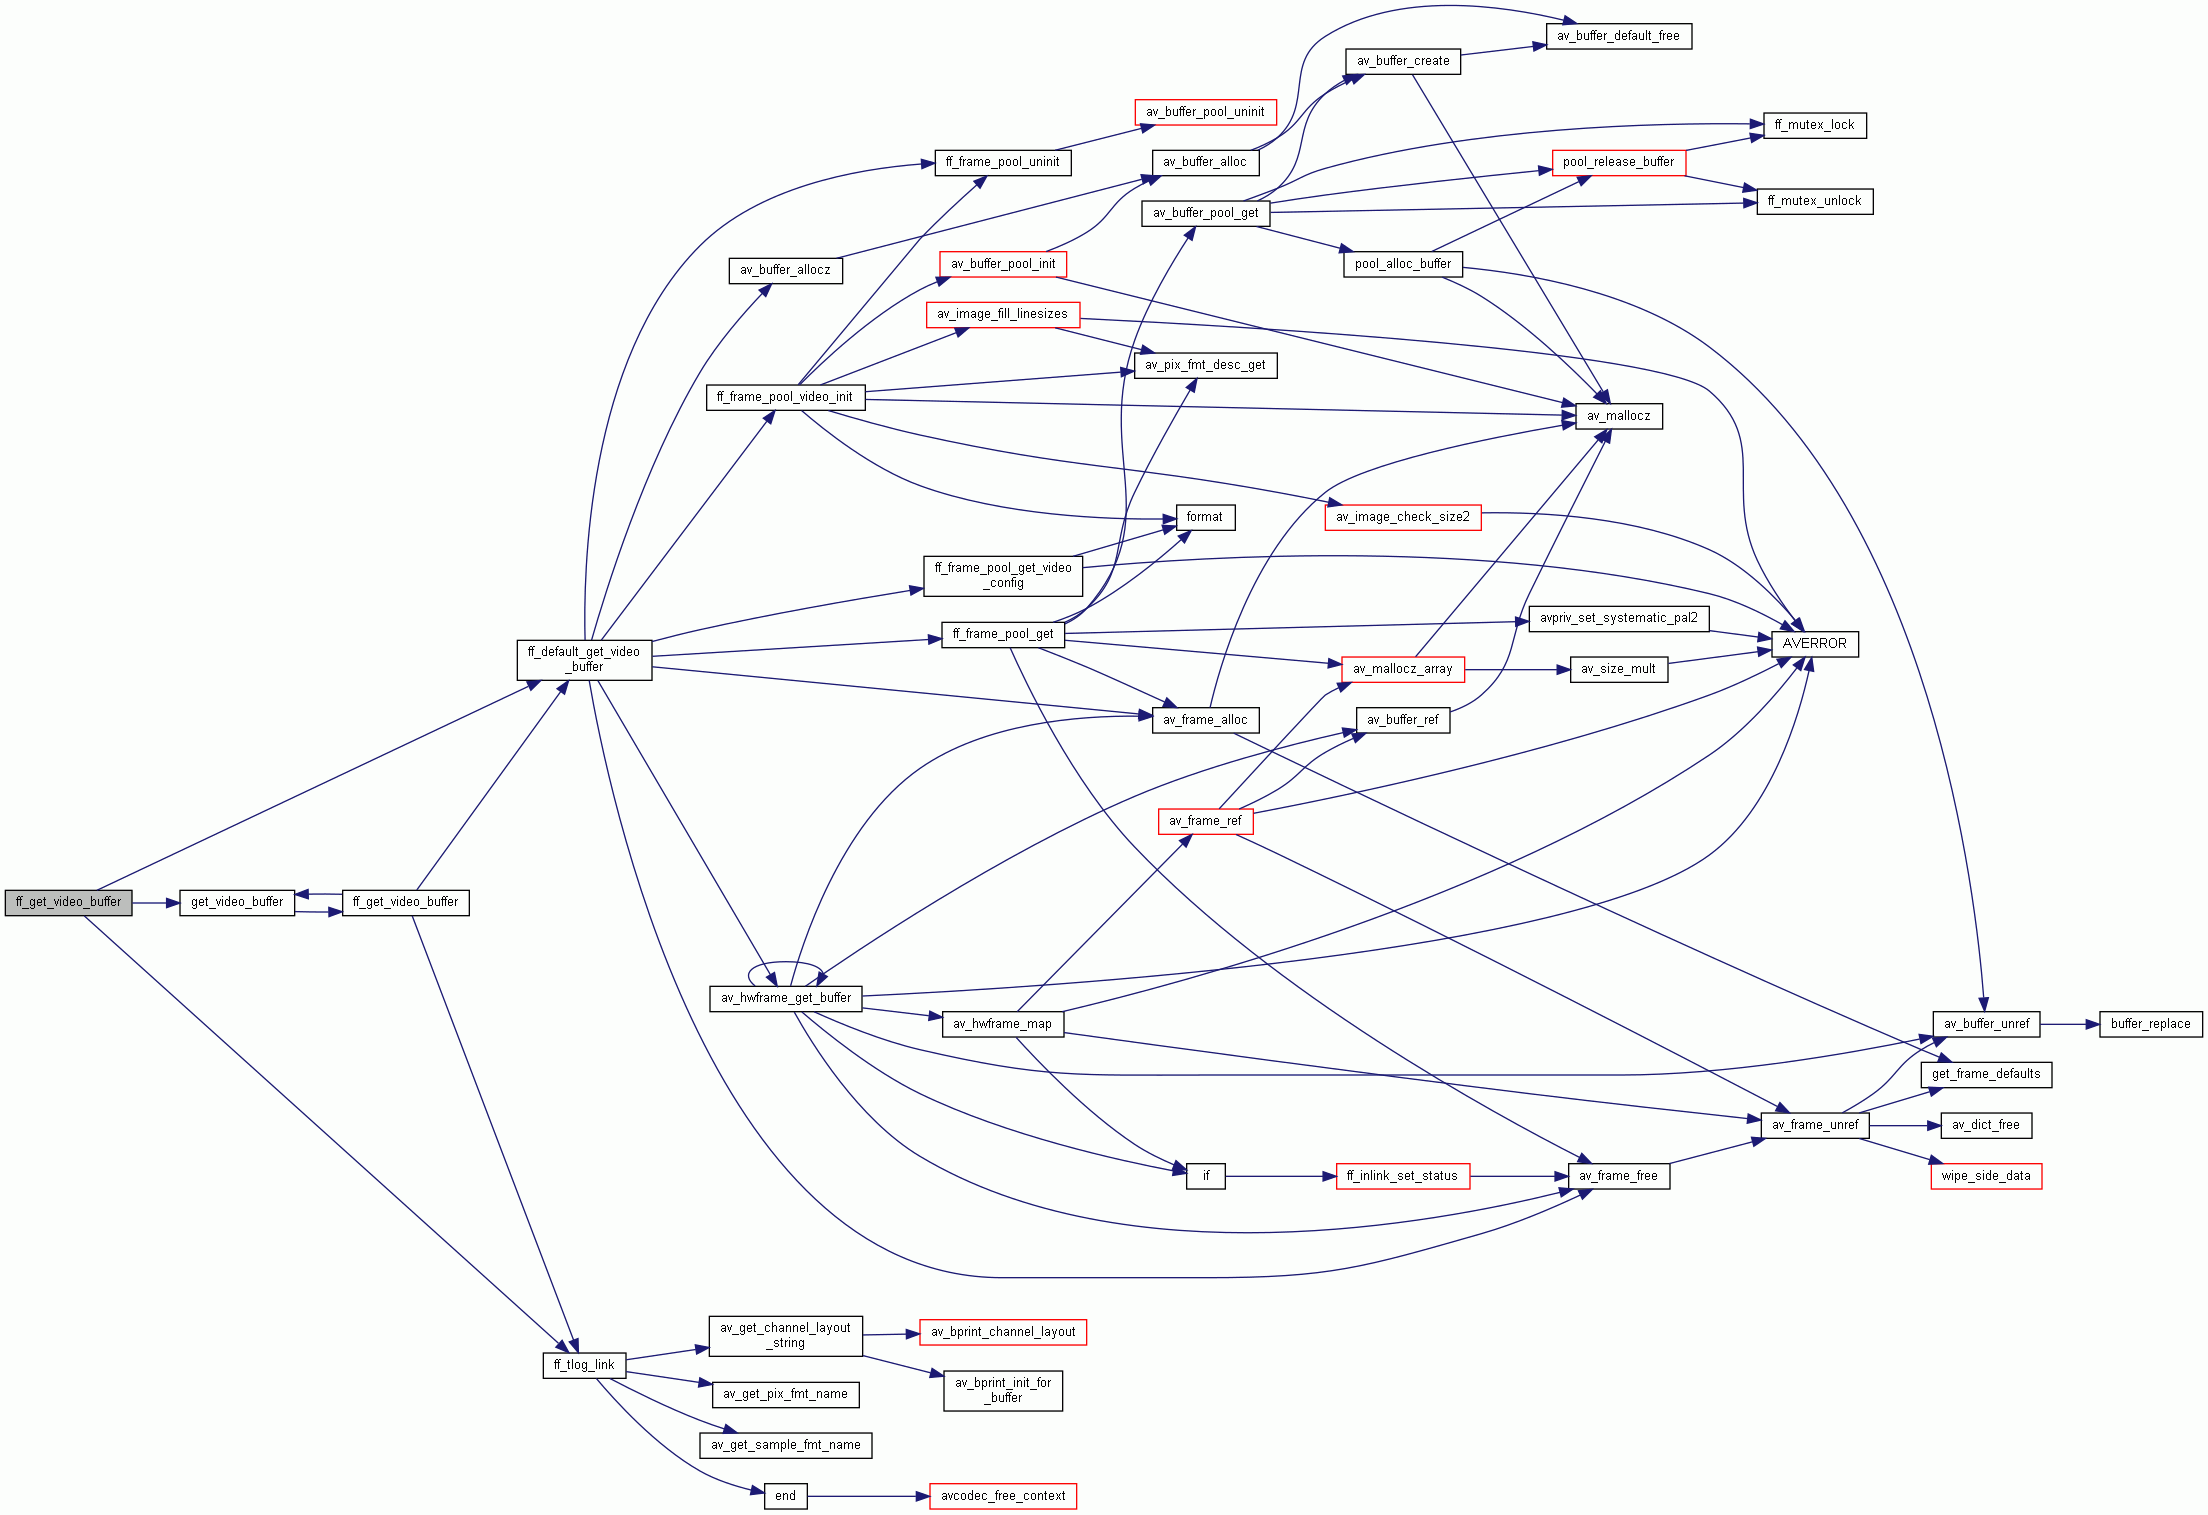 av_buffer_default_free
av_buffer_create
av_buffer_pool_uninit
ff_mutex_lock
ff_frame_pool_uninit
av_buffer_alloc
pool_release_buffer
ff_mutex_unlock
av_buffer_pool_get
av_buffer_allocz
av_buffer_pool_init
pool_alloc_buffer
av_image_fill_linesizes
av_pix_fmt_desc_get
ff_frame_pool_video_init
av_mallocz
format
av_image_check_size2
ff_frame_pool_get_video
_config
avpriv_set_systematic_pal2
ff_frame_pool_get
AVERROR
ff_default_get_video
_buffer
av_mallocz_array
av_size_mult
av_frame_alloc
av_buffer_ref
av_frame_ref
ff_get_video_buffer
get_video_buffer
ff_get_video_buffer
av_hwframe_get_buffer
av_hwframe_map
av_buffer_unref
buffer_replace
get_frame_defaults
av_frame_unref
av_dict_free
if
ff_inlink_set_status
av_frame_free
wipe_side_data
av_get_channel_layout
_string
av_bprint_channel_layout
ff_tlog_link
av_get_pix_fmt_name
av_bprint_init_for
_buffer
av_get_sample_fmt_name
end
avcodec_free_context